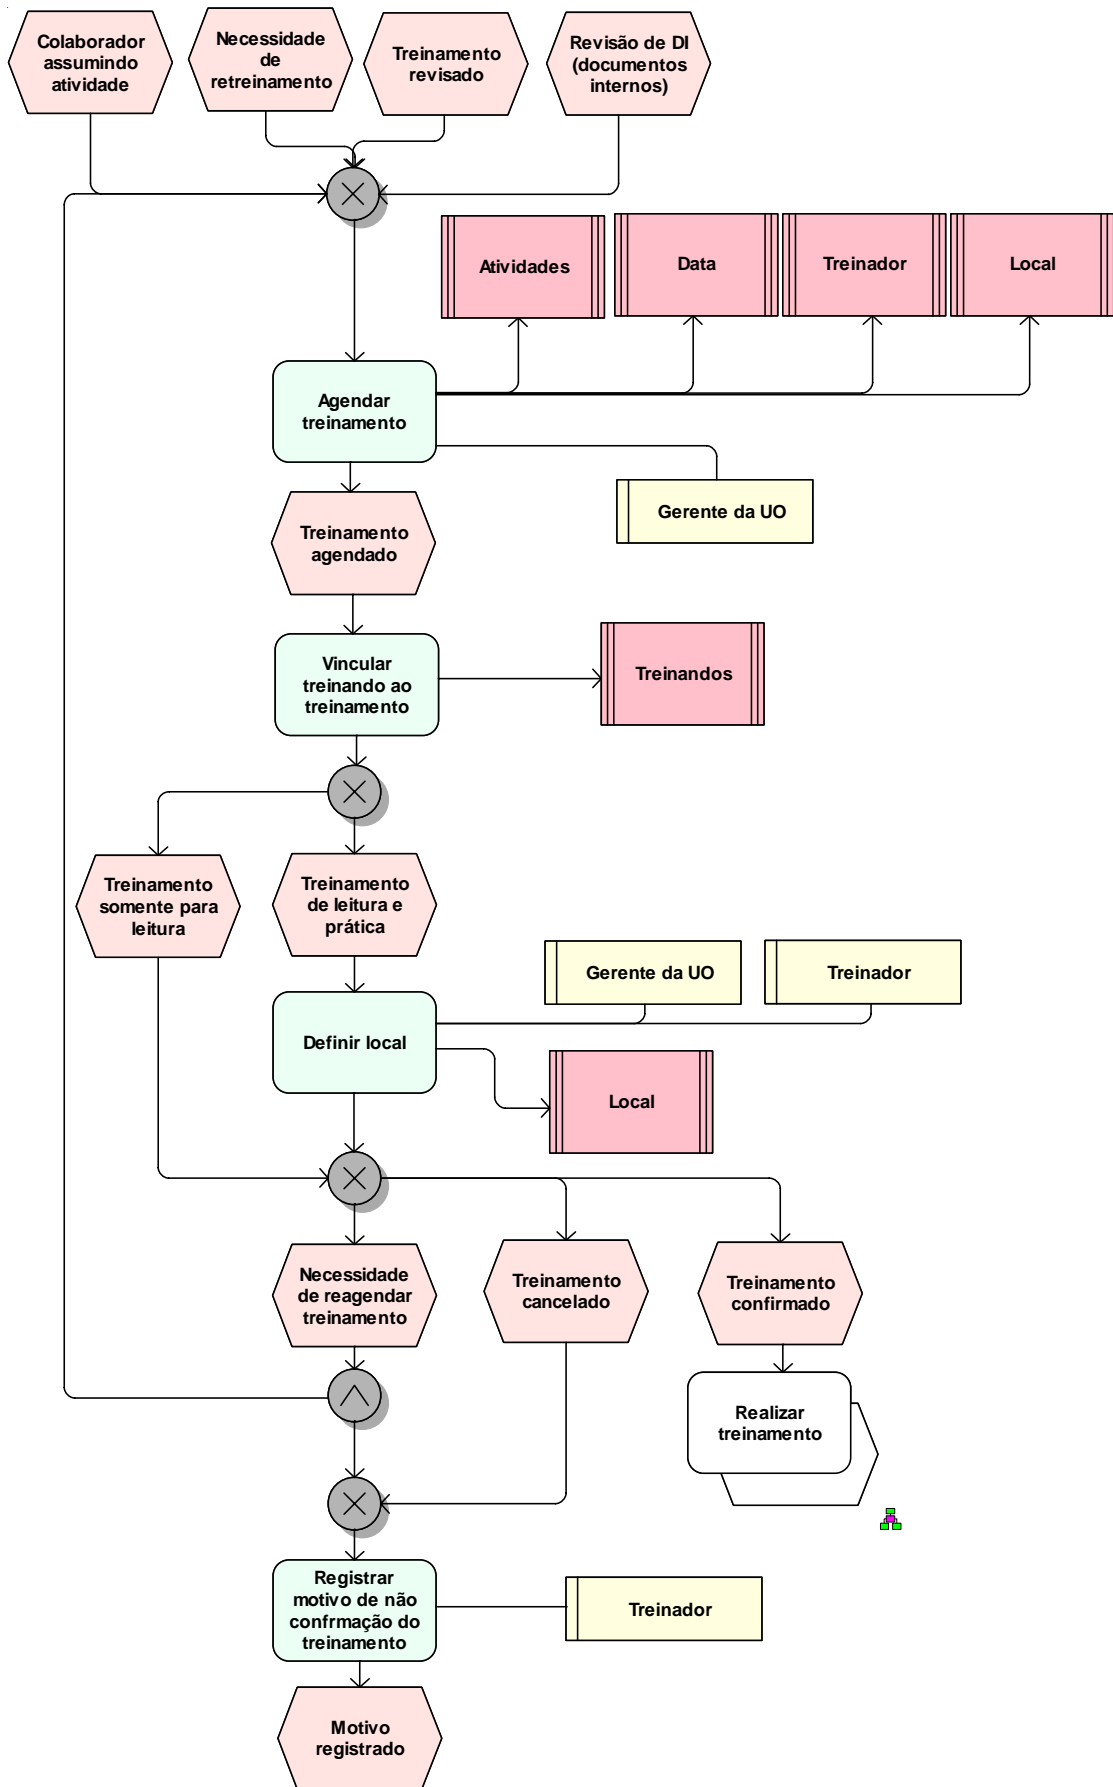 Colaborador
assumindo
atividade
Necessidade
de
retreinamento
Treinamento
revisado
Revisão de DI
(documentos
internos)
Atividades
Data
Treinador
Local
Agendar
treinamento
Gerente da UO
Treinamento
agendado
Vincular
treinando ao
treinamento
Treinandos
Treinamento
somente para
leitura
Treinamento
de leitura e
prática
Gerente da UO
Treinador
Definir local
Local
Necessidade
de reagendar
treinamento
Treinamento
cancelado
Treinamento
confirmado
Realizar
treinamento
Registrar
motivo de não
confrmação do
treinamento
Treinador
Motivo
registrado